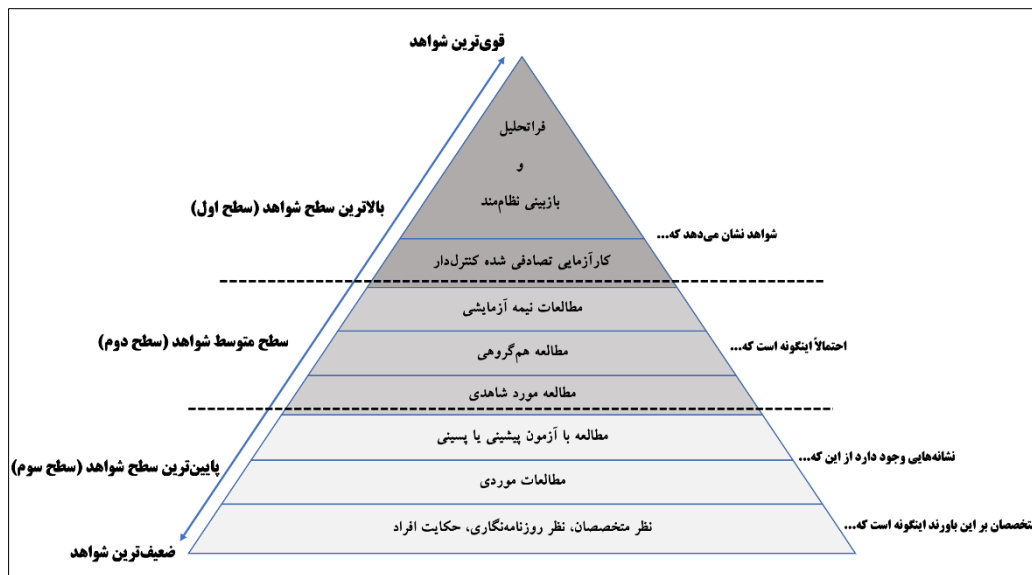 قوی‌ترین شواهد
فراتحلیل
و
بازبینی نظام‌مند
بالاترین سطح شواهد (سطح اول)
شواهد نشان می‌دهد که...
کارآزمایی تصادفی شده کنترل‌دار
مطالعات نیمه آزمایشی
سطح متوسط شواهد (سطح دوم)
مطالعه هم‌گروهی
احتمالاً اینگونه است که...
مطالعه مورد شاهدی
مطالعه با آزمون پیشینی یا پسینی
نشانه‌هایی وجود دارد از این که...
پایین‌ترین سطح شواهد (سطح سوم)
مطالعات موردی
نظر متخصصان، نظر روزنامه‌نگاری، حکایت افراد
متخصصان بر این باورند اینگونه است که...
ضعیف‌ترین شواهد